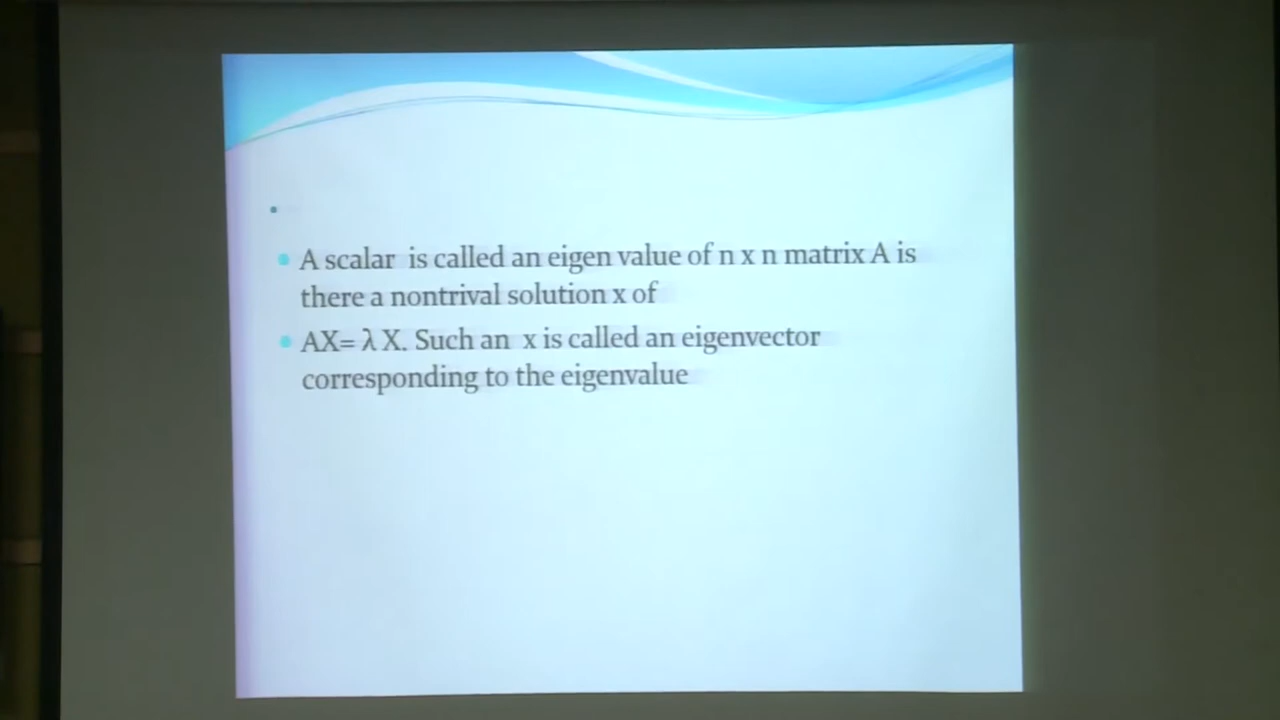 A scalar is called an eigen value of n x n matrix A is
there a nontrival solution x of
AX= λ X. Such an x is called an eigenvector
corresponding to the eigenvalue